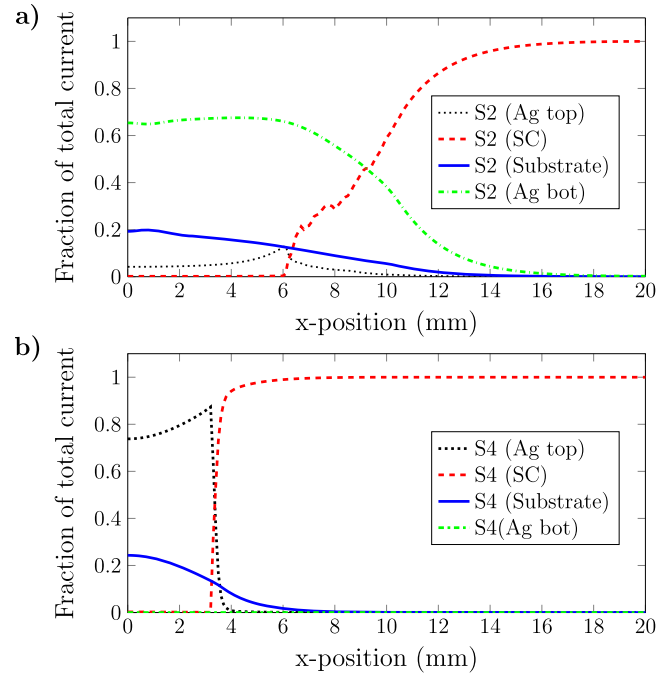 a)
Fraction of total current
1
0.8
0.6
0.4
0.2
0
S2 (Ag top)
S2 (SC)
S2 (Substrate)
S2 (Ag bot)
0 2 4 6 8 10 12 14 16 18 20
x-position (mm)
b)
Fraction of total current
1
0.8
0.6
0.4
0.2
0
S4 (Ag top)
S4 (SC)
S4 (Substrate)
S4(Ag bot)
0 2 4 6 8 10 12 14 16 18 20
x-position (mm)